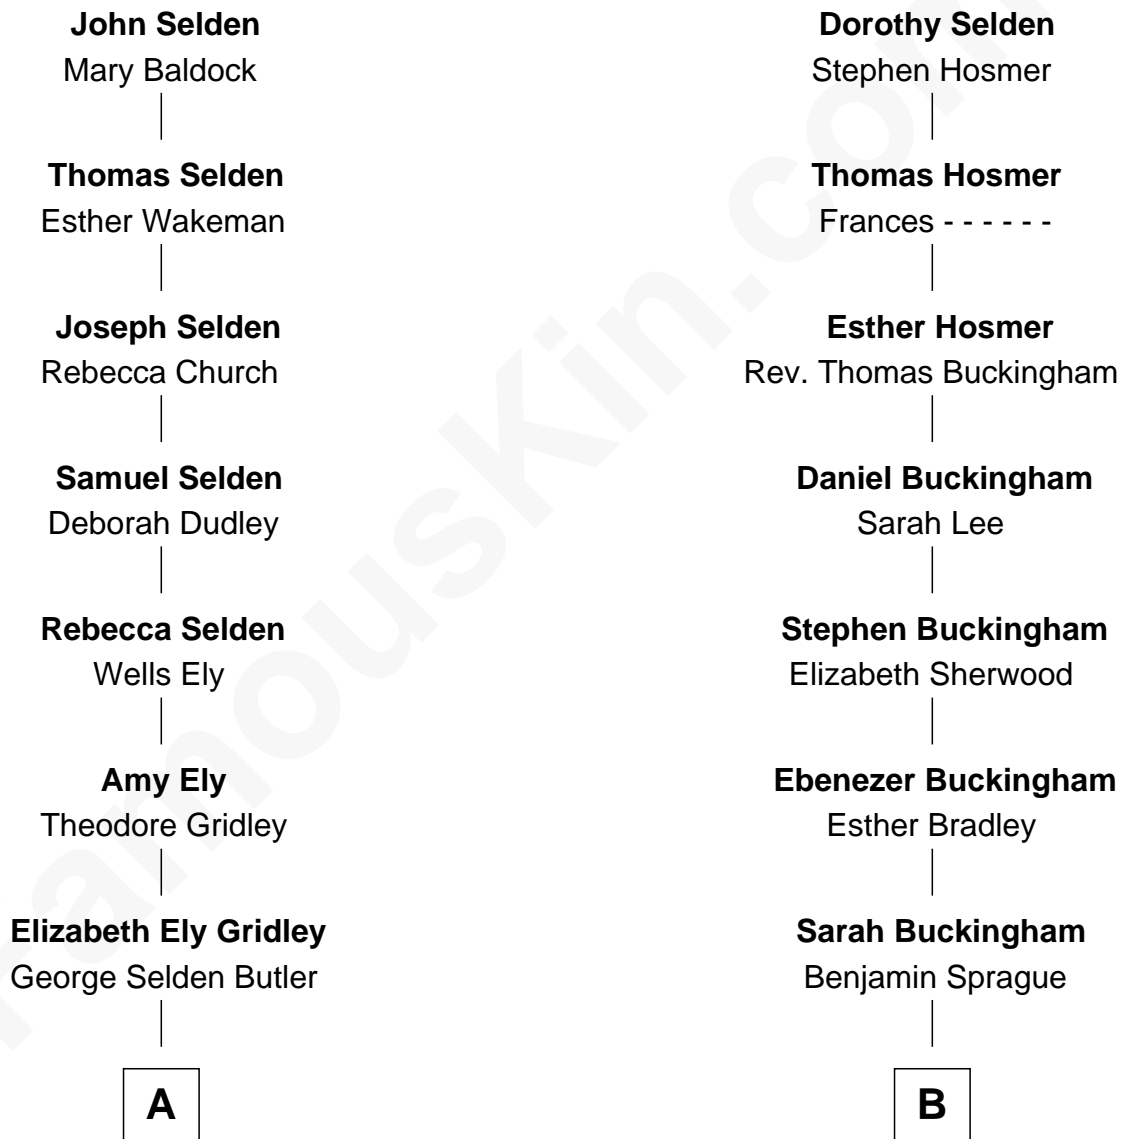 John Selden
Mary Baldock
Thomas Selden
Esther Wakeman
Joseph Selden
Rebecca Church
Samuel Selden
Deborah Dudley
Rebecca Selden
Wells Ely
Amy Ely
Theodore Gridley
Elizabeth Ely Gridley
George Selden Butler
A
Dorothy Selden
Stephen Hosmer
Thomas Hosmer
Frances - - - - - -
Esther Hosmer
Rev. Thomas Buckingham
Daniel Buckingham
Sarah Lee
Stephen Buckingham
Elizabeth Sherwood
Ebenezer Buckingham
Esther Bradley
Sarah Buckingham
Benjamin Sprague
B
FamousKin.com